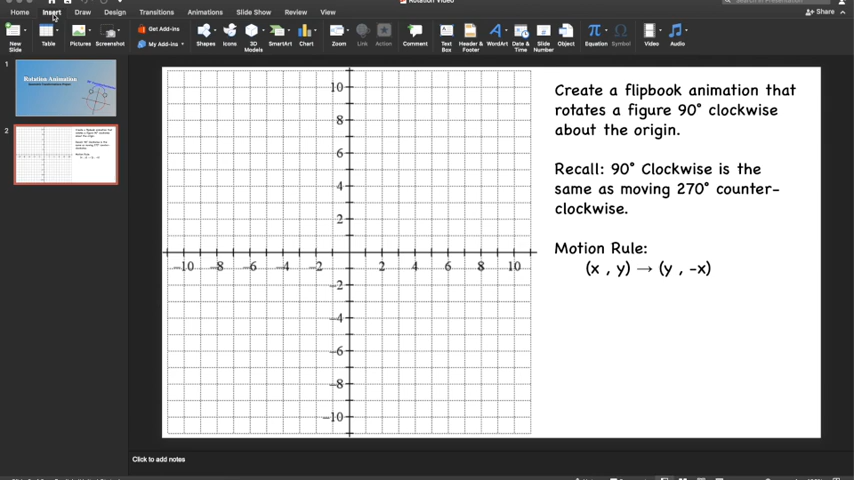 Rotation Video
Home Insert Draw Design Transitions Animations Slide Show Review View
Share
New Slide
Table
Pictures
Screenshot
Get Add-ins
My Add-ins
Shapes
Icons
3D Models
SmartArt
Chart
Zoom
Link
Action
Comment
Text Box
Header & Footer
WordArt
Date & Time
Slide Number
Object
Equation
Symbol
Video
Audio
1
Rotation Animation
2
10
8
6
4
2
-10 -8 -6 -4 -2 2 4 6 8 10
-2
-4
-6
-8
-10
Create a flipbook animation that
rotates a figure 90° clockwise
about the origin.
Recall: 90° Clockwise is the
same as moving 270° counter-
clockwise.
Motion Rule:
(x , y) → (y , -x)
Click to add notes